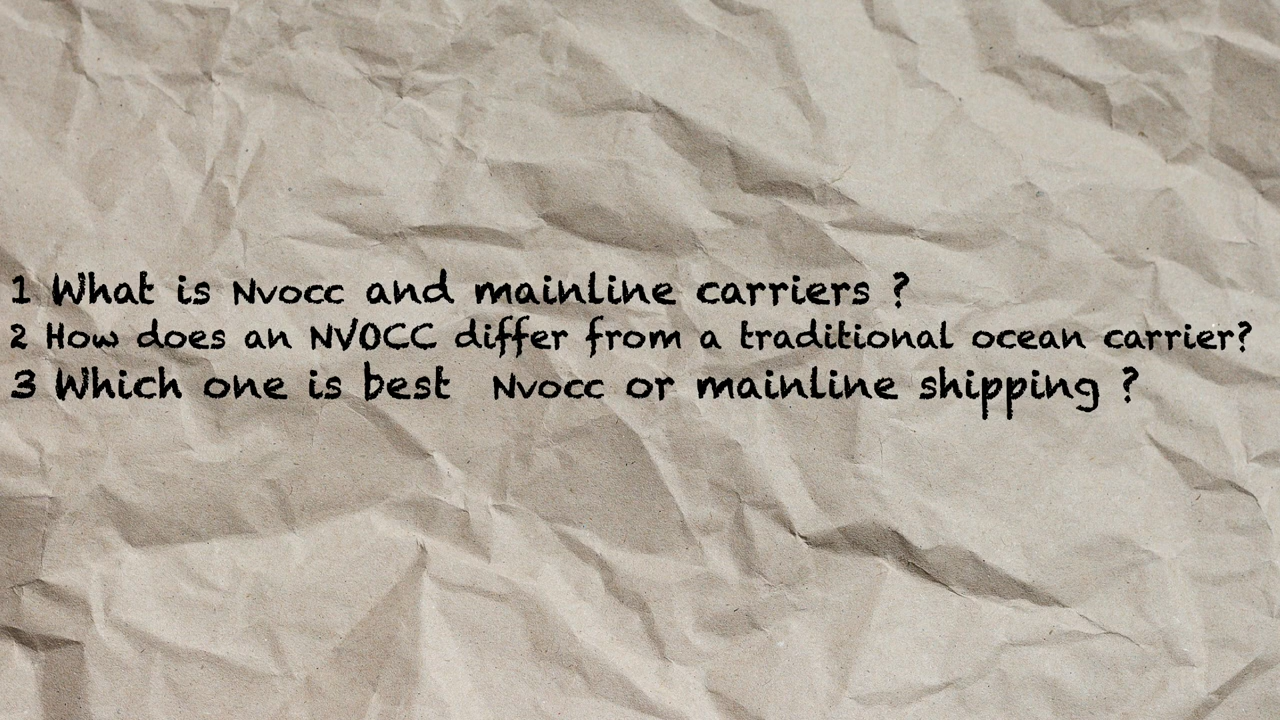 1 What is Nvocc and mainline carriers ?
2 How does an NVOCC differ from a traditional ocean carrier?
3 Which one is best Nvocc or mainline shipping ?